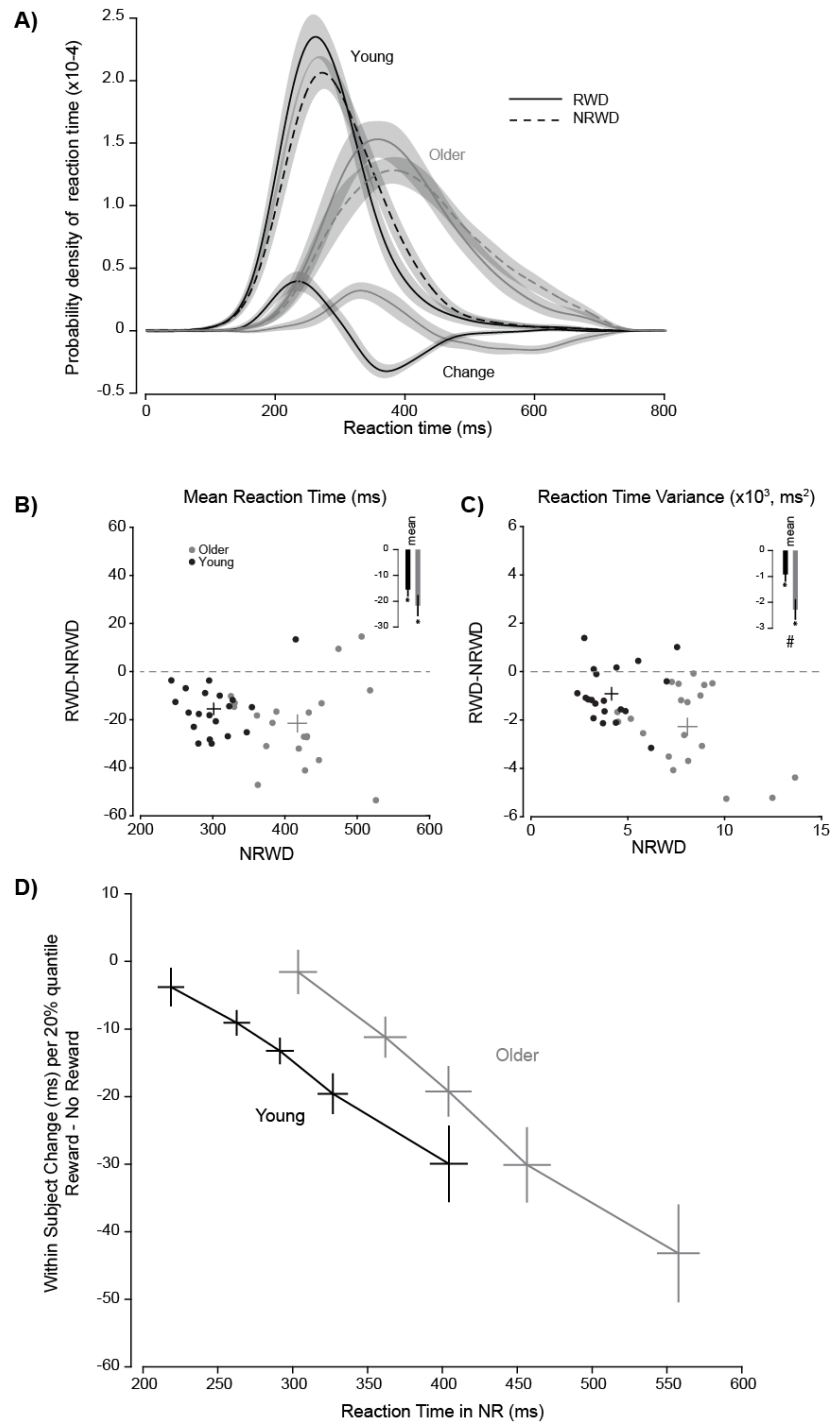 A)
Probability density of reaction time (x10-4)
2.5
2.0
1.5
1.0
0.5
0
-0.5
Young
Older
Change
RWD
NRWD
0 200 400 600 800
Reaction time (ms)
B)
Mean Reaction Time (ms)
RWD-NRWD
60
40
20
0
-20
-40
-60
Older
Young
mean
0
-10
-20
-30
*
*
200 300 400 500 600
NRWD
C)
Reaction Time Variance (x10³, ms²)
RWD-NRWD
6
4
2
0
-2
-4
-6
mean
0
-1
-2
-3
*
*
#
0 5 10 15
NRWD
D)
Within Subject Change (ms) per 20% quantile
Reward - No Reward
10
0
-10
-20
-30
-40
-50
-60
Older
Young
200 250 300 350 400 450 500 550 600
Reaction Time in NR (ms)